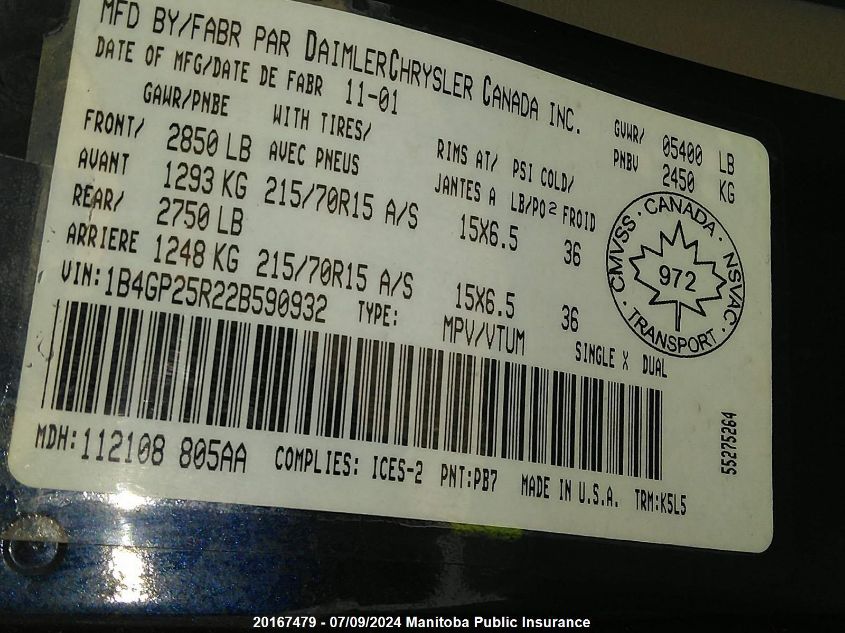 MFD BY/FABR PAR DAIMLERCHRYSLER CANADA INC.
DATE OF MFG/DATE DE FABR 11-01
GVWR/ PNBV 05400 LB 2450 KG
GAWR/PNBE WITH TIRES/ AVEC PNEUS RIMS AT/ JANTES A PSI COLD/ LB/PO2 FROID
FRONT/ AVANT 2850 LB 1293 KG 215/70R15 A/S 15X6.5 36
REAR/ ARRIERE 2750 LB 1248 KG 215/70R15 A/S 15X6.5 36
VIN:1B4GP25R22B590932 TYPE: MPV/VTUM SINGLE X DUAL
CMVSS · CANADA · NSVAC · TRANSPORT ·
972
MDH:112108 805AA COMPLIES: ICES-2 PNT:PB7 MADE IN U.S.A. TRM:K5L5
55275264
20167479 - 07/09/2024 Manitoba Public Insurance